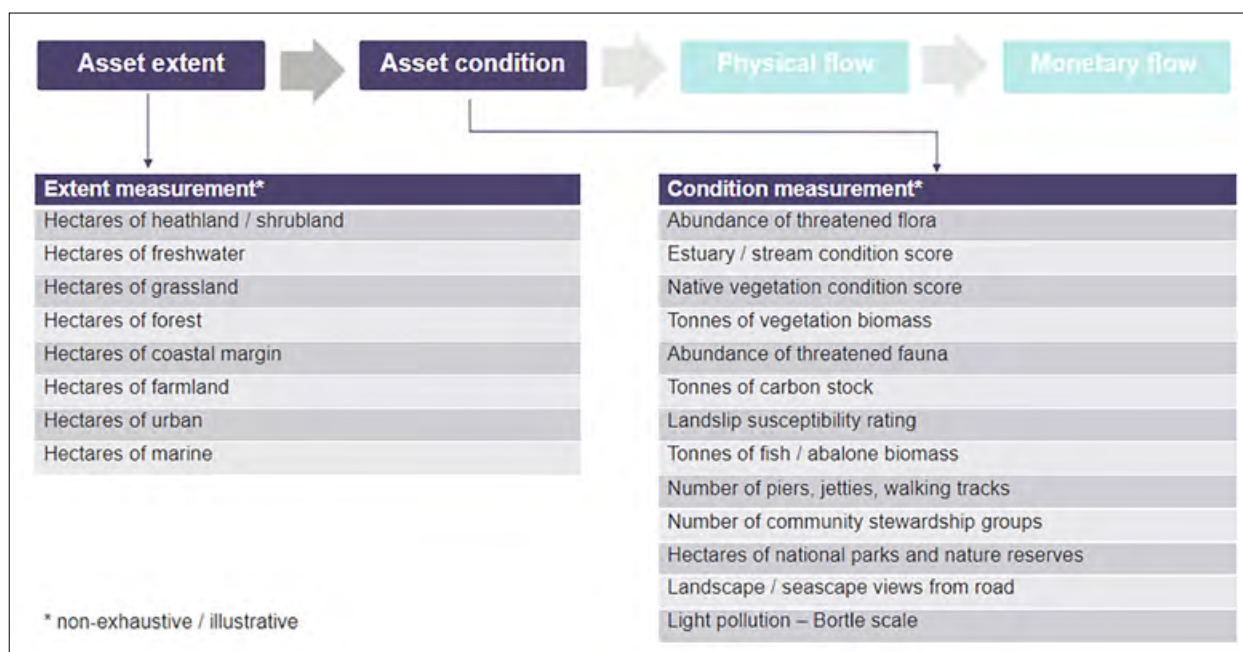 Asset extent
Asset condition
Physical flow
Monetary flow
Extent measurement*
Hectares of heathland / shrubland
Hectares of freshwater
Hectares of grassland
Hectares of forest
Hectares of coastal margin
Hectares of farmland
Hectares of urban
Hectares of marine
* non-exhaustive / illustrative
Condition measurement*
Abundance of threatened flora
Estuary / stream condition score
Native vegetation condition score
Tonnes of vegetation biomass
Abundance of threatened fauna
Tonnes of carbon stock
Landslip susceptibility rating
Tonnes of fish / abalone biomass
Number of piers, jetties, walking tracks
Number of community stewardship groups
Hectares of national parks and nature reserves
Landscape / seascape views from road
Light pollution – Bortle scale